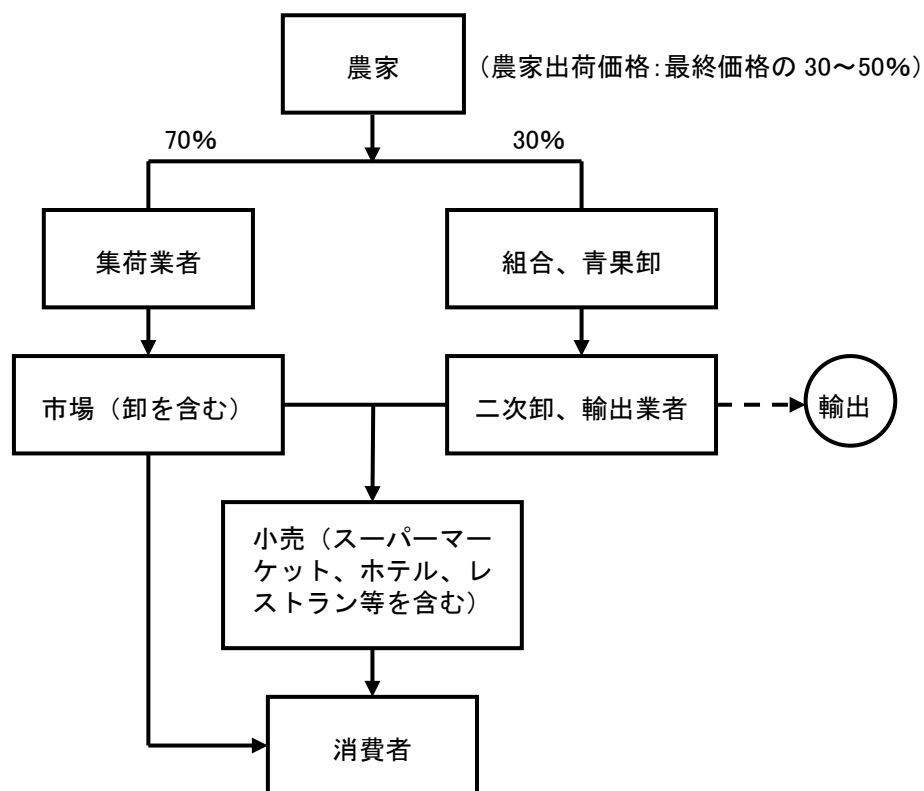 農家
（農家出荷価格：最終価格の 30～50%）
70%
30%
集荷業者
組合、青果卸
市場（卸を含む）
二次卸、輸出業者
輸出
小売（スーパーマー
ケット、ホテル、レ
ストラン等を含む）
消費者